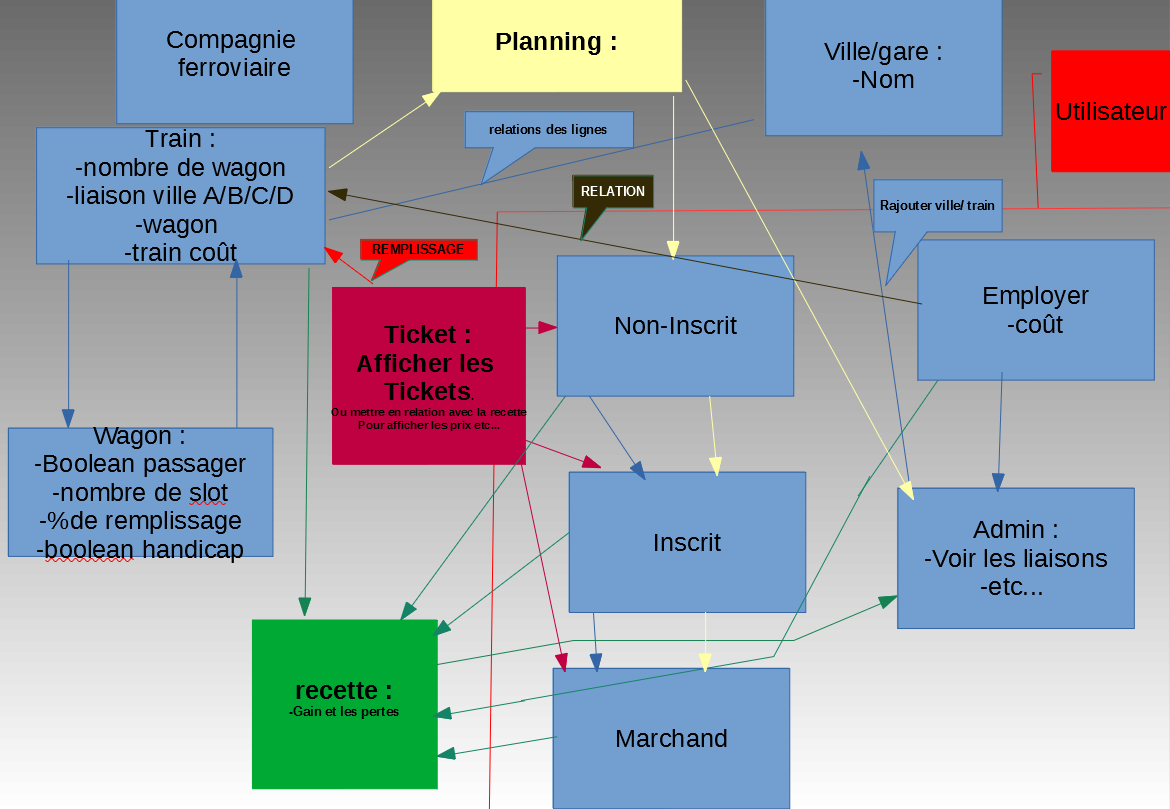 Compagnie
ferroviaire
Planning :
Ville/gare :
-Nom
Utilisateur
Train :
-nombre de wagon
-liaison ville A/B/C/D
-wagon
-train coût
relations des lignes
RELATION
Rajouter ville/ train
REMPLISSAGE
Ticket :
Afficher les
Tickets.
Ou mettre en relation avec la recette
Pour afficher les prix etc...
Non-Inscrit
Employer
-coût
Wagon :
-Boolean passager
-nombre de slot
-%de remplissage
-boolean handicap
Inscrit
Admin :
-Voir les liaisons
-etc...
recette :
-Gain et les pertes
Marchand